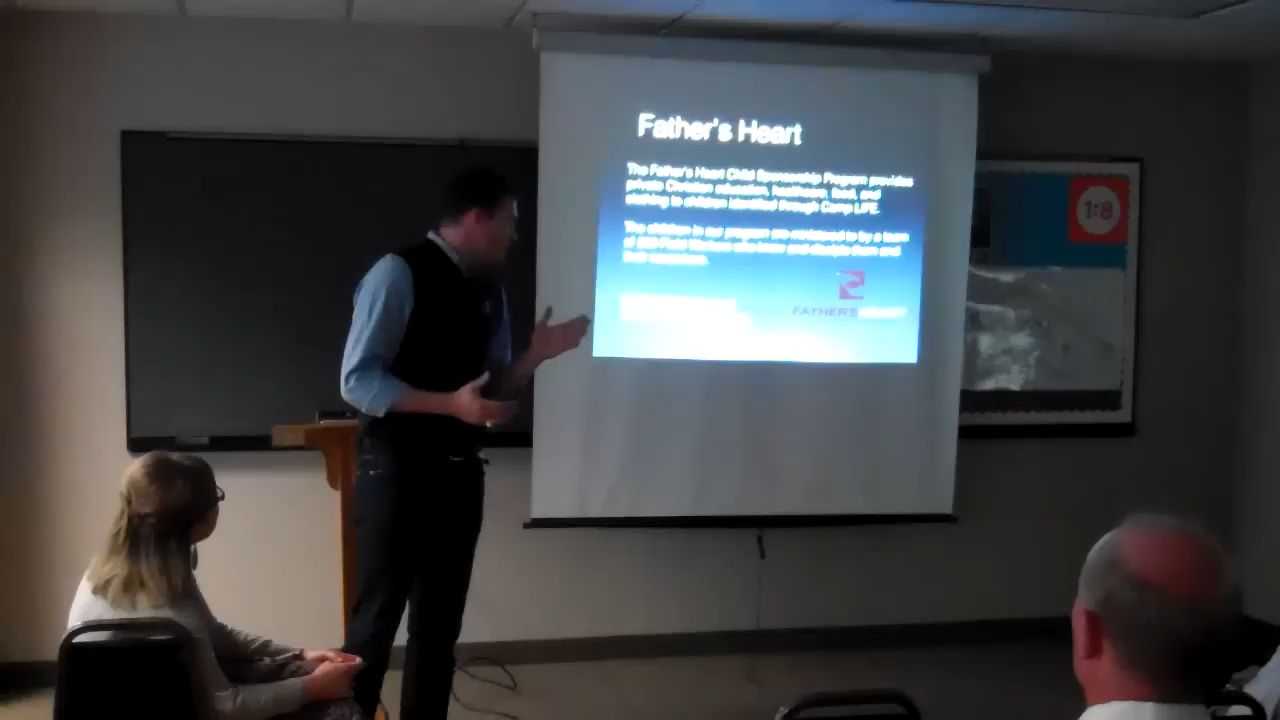 Father's Heart
The Father's Heart Child Sponsorship Program provides
private Christian education, healthcare, food, and
clothing to children identified through Camp LIFE.
The children in our program are ministered to by a team
of Field Workers who know and disciple them and
their
FATHER'S HEART
1:8